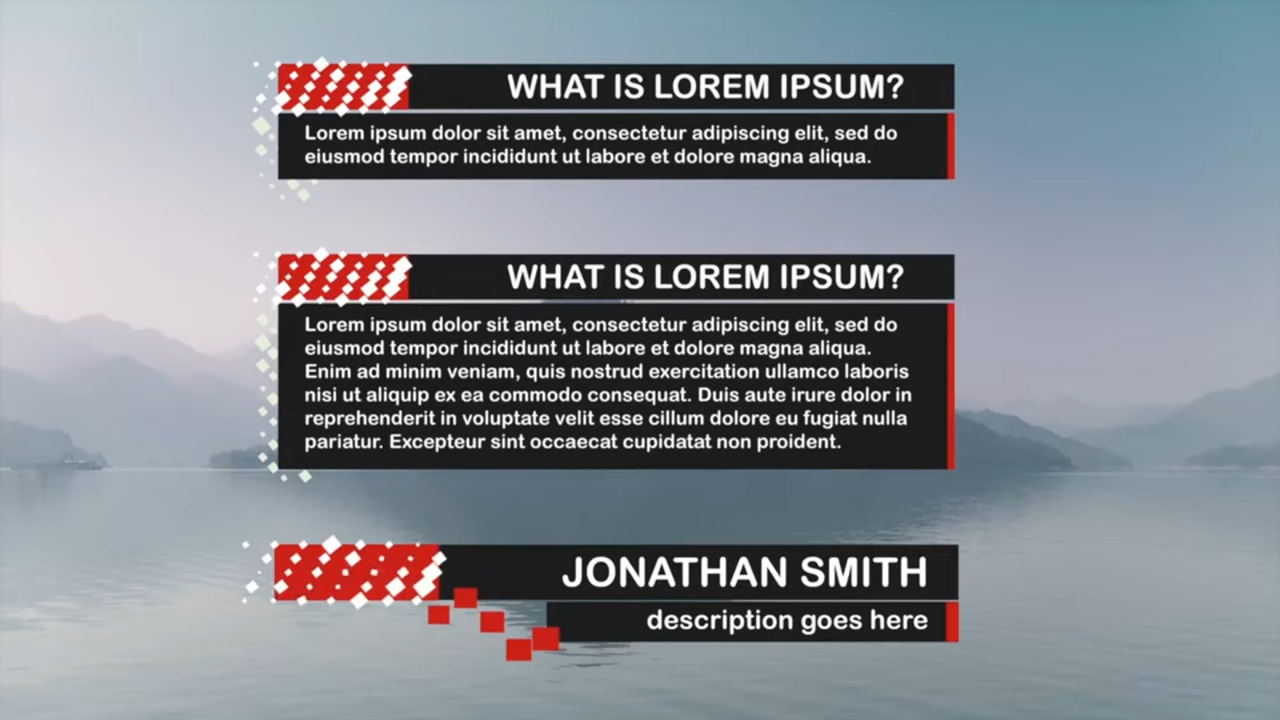 WHAT IS LOREM IPSUM?
Lorem ipsum dolor sit amet, consectetur adipiscing elit, sed do
eiusmod tempor incididunt ut labore et dolore magna aliqua.
WHAT IS LOREM IPSUM?
Lorem ipsum dolor sit amet, consectetur adipiscing elit, sed do
eiusmod tempor incididunt ut labore et dolore magna aliqua.
Enim ad minim veniam, quis nostrud exercitation ullamco laboris
nisi ut aliquip ex ea commodo consequat. Duis aute irure dolor in
reprehenderit in voluptate velit esse cillum dolore eu fugiat nulla
pariatur. Excepteur sint occaecat cupidatat non proident.
JONATHAN SMITH
description goes here